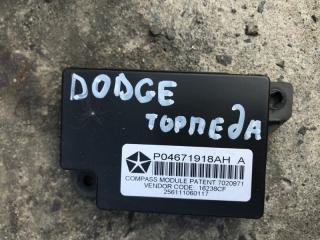 DODGE
ТОРПЕДА
P04671918AH A
COMPASS MODULE PATENT 7020971
VENDOR CODE 16238CF
256111060117